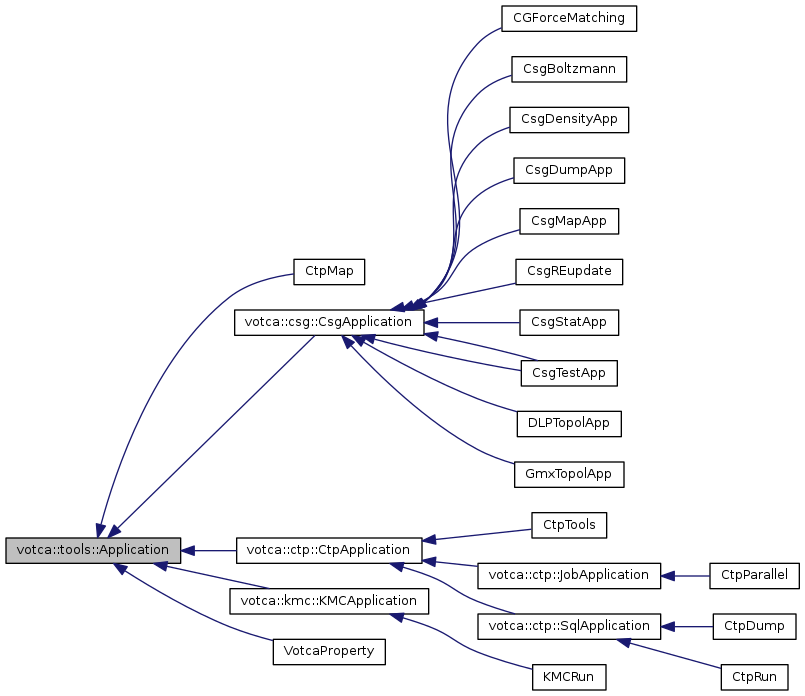 CGForceMatching
CsgBoltzmann
CsgDensityApp
CsgDumpApp
CsgMapApp
CtpMap
CsgREupdate
votca::csg::CsgApplication
CsgStatApp
CsgTestApp
DLPTopolApp
GmxTopolApp
CtpTools
votca::tools::Application
votca::ctp::CtpApplication
votca::ctp::JobApplication
CtpParallel
votca::kmc::KMCApplication
votca::ctp::SqlApplication
CtpDump
VotcaProperty
KMCRun
CtpRun